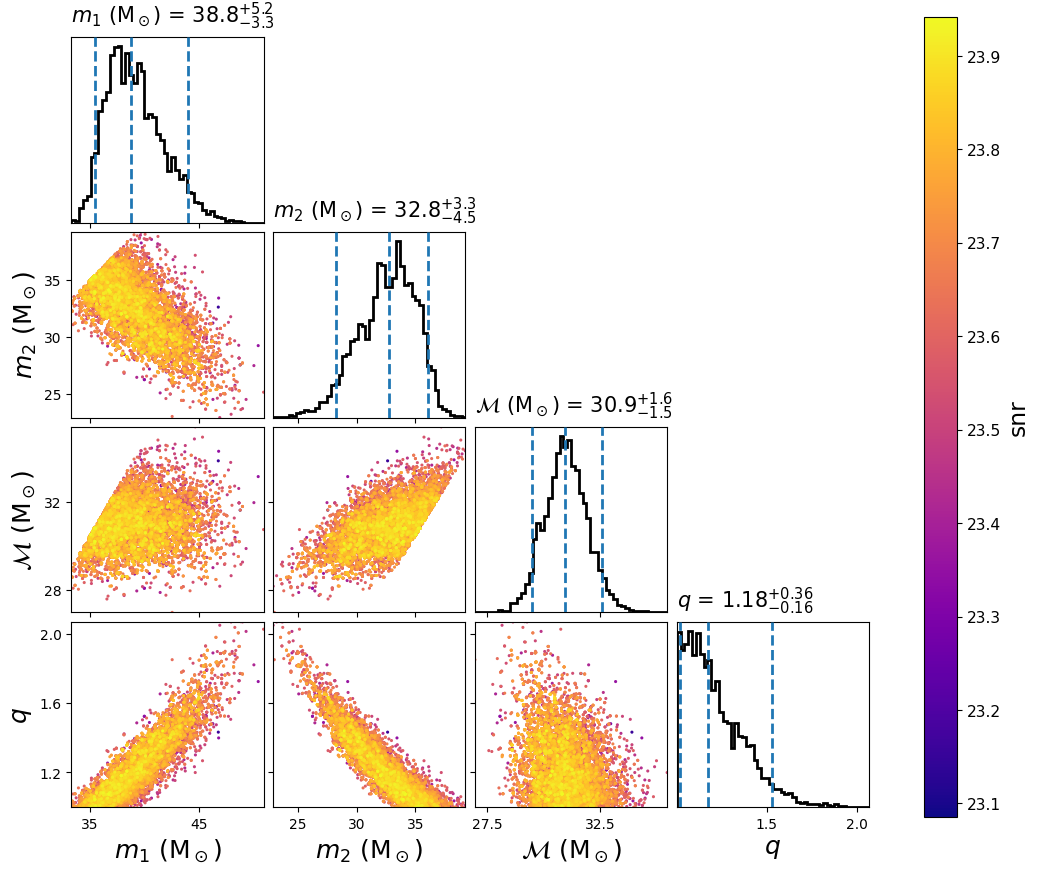 m₁ (M⊙) = 38.8⁺⁵·²₋₃.₃
23.9
23.8
m₂ (M⊙) = 32.8⁺³·³₋₄.₅
35
30
25
m₂ (M⊙)
23.7
23.6
ℳ (M⊙) = 30.9⁺¹·⁶₋₁.₅
32
28
ℳ (M⊙)
23.5
snr
23.4
q = 1.18⁺⁰·³⁶₋₀.₁₆
2.0
1.6
1.2
q
23.3
23.2
23.1
35 45
25 30 35
27.5 32.5
1.5 2.0
m₁ (M⊙)
m₂ (M⊙)
ℳ (M⊙)
q